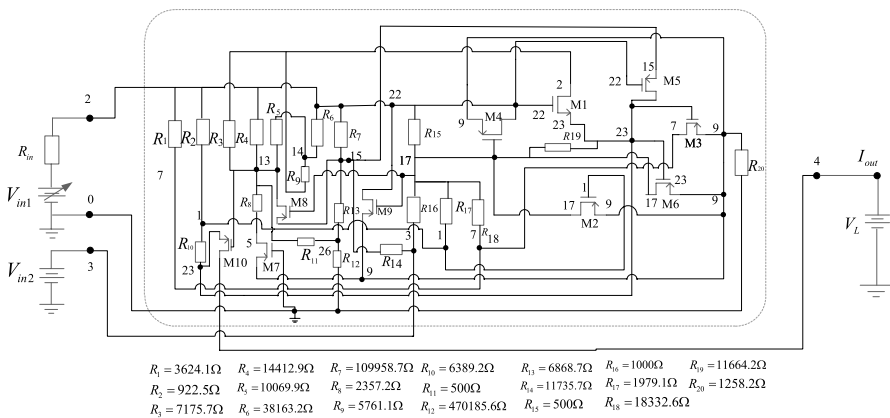 15
2
M5
22
2
22
M1
M4
9
22
23
7
M3
9
R₁
R₂
R₃
R₄
R₅
R₆
R₇
R₁₅
R19
23
R₂₀
4
I_out
R_in
14
15
13
17
7
R₉
R₈
M8
R₁₃
M9
R16
R₁₇
1
17
9
M2
23
17
M6
9
V_in1
0
V_L
1
5
3
1
7
R₁₈
R₁₀
R₁₁
26
R₁₂
R₁₄
V_in2
3
23
M10
M7
9
R₁ = 3624.1Ω R₄ = 14412.9Ω R₇ = 109958.7Ω R₁₀ = 6389.2Ω R₁₃ = 6868.7Ω R₁₆ = 1000Ω R₁₉ = 11664.2Ω
R₂ = 922.5Ω R₅ = 10069.9Ω R₈ = 2357.2Ω R₁₁ = 500Ω R₁₄ = 11735.7Ω R₁₇ = 1979.1Ω R₂₀ = 1258.2Ω
R₃ = 7175.7Ω R₆ = 38163.2Ω R₉ = 5761.1Ω R₁₂ = 470185.6Ω R₁₅ = 500Ω R₁₈ = 18332.6Ω